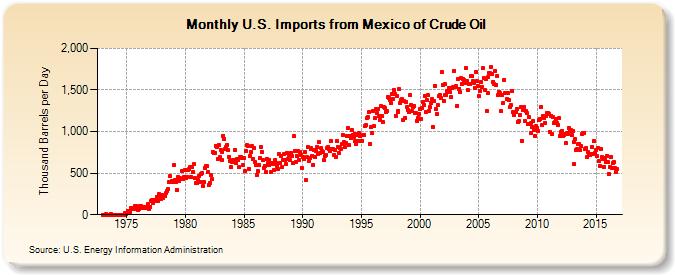 Monthly U.S. Imports from Mexico of Crude Oil
Thousand Barrels per Day
2,000
1,500
1,000
500
0
1975 1980 1985 1990 1995 2000 2005 2010 2015
Source: U.S. Energy Information Administration